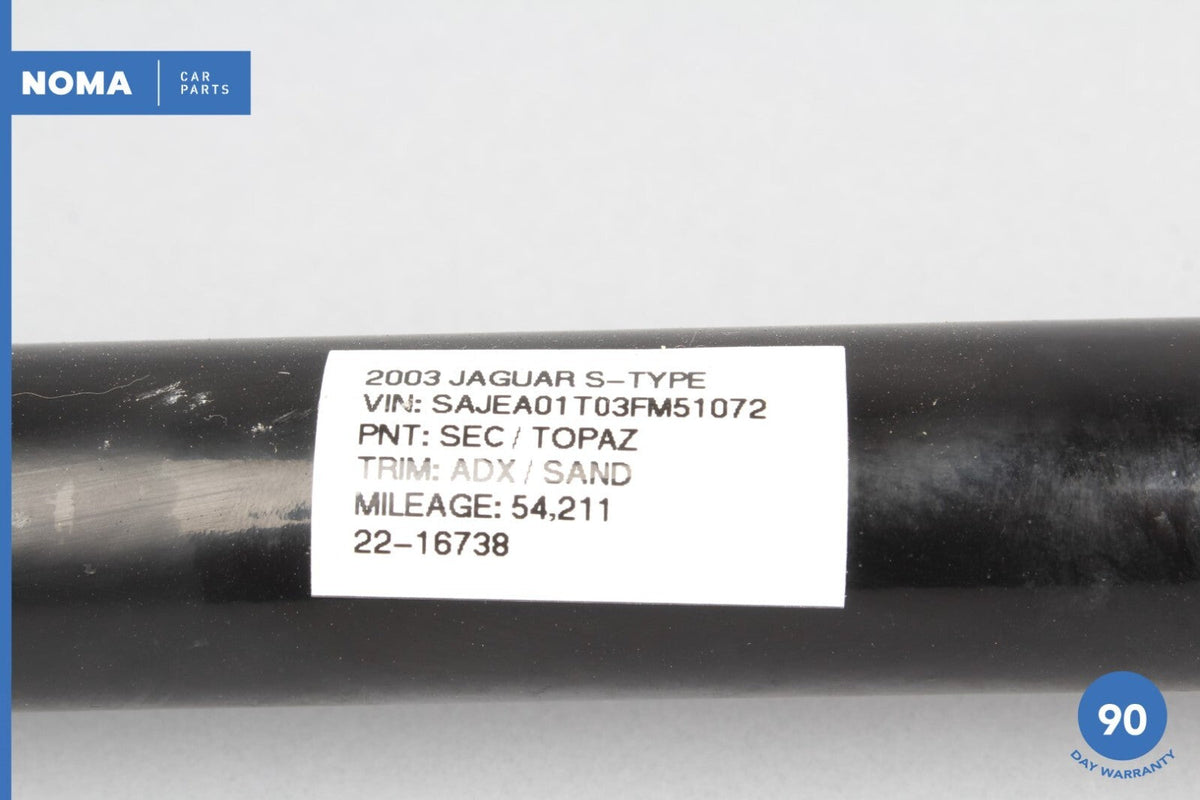 NOMA
CAR
PARTS
2003 JAGUAR S-TYPE
VIN: SAJEA01T03FM51072
PNT: SEC / TOPAZ
TRIM: ADX / SAND
MILEAGE: 54,211
22-16738
90
DAY WARRANTY